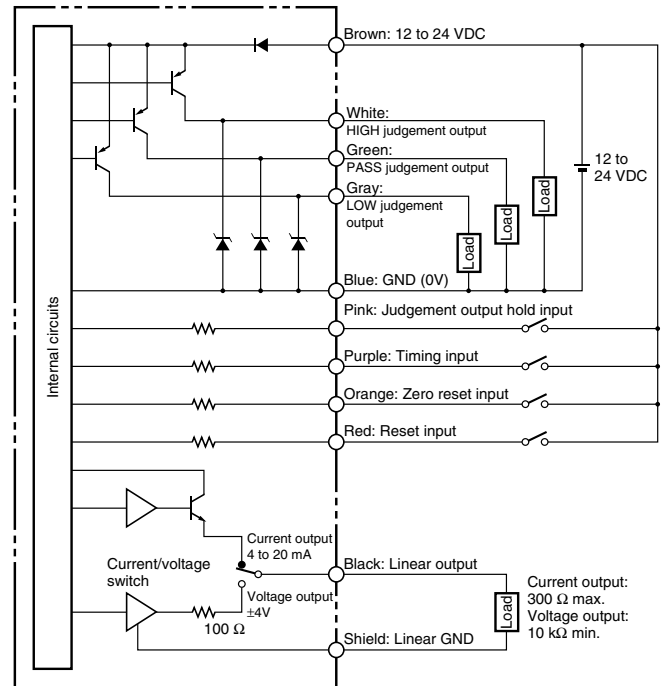 Brown: 12 to 24 VDC
White:
HIGH judgement output
Green:
PASS judgement output
Gray:
LOW judgement
output
Load
Load
Load
12 to
24 VDC
Blue: GND (0V)
Internal circuits
Pink: Judgement output hold input
Purple: Timing input
Orange: Zero reset input
Red: Reset input
Current output
4 to 20 mA
Current/voltage
switch
Black: Linear output
Voltage output
±4V
100 Ω
Shield: Linear GND
Load
Current output:
300 Ω max.
Voltage output:
10 kΩ min.